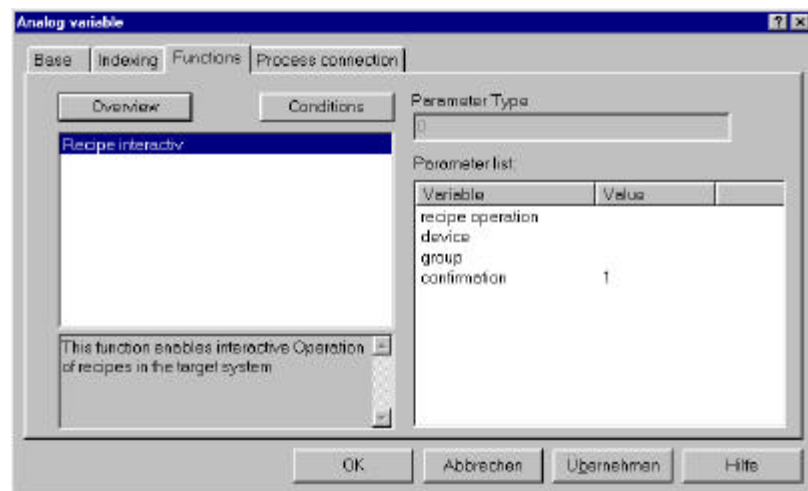 Analog variable
Base Indexing Functions Process connection
Overview Conditions
Recipe interactiv
This function enables interactive Operation
of recipes in the target system
Parameter Type
0
Parameter list:
Variable Value
recipe operation
device
group
confirmation 1
OK Abbrechen Übernehmen Hilfe